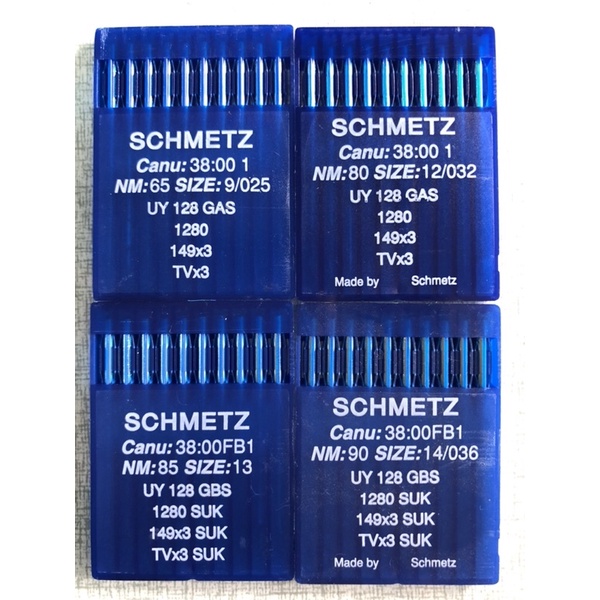 SCHMETZ
Canu: 38:00 1
NM:65 SIZE: 9/025
UY 128 GAS
1280
149x3
TVx3
SCHMETZ
Canu: 38:00 1
NM:80 SIZE: 12/032
UY 128 GAS
1280
149x3
TVx3
Made by Schmetz
SCHMETZ
Canu: 38:00FB1
NM:85 SIZE:13
UY 128 GBS
1280 SUK
149x3 SUK
TVx3 SUK
SCHMETZ
Canu: 38:00FB1
NM:90 SIZE:14/036
UY 128 GBS
1280 SUK
149x3 SUK
TVx3 SUK
Made by Schmetz